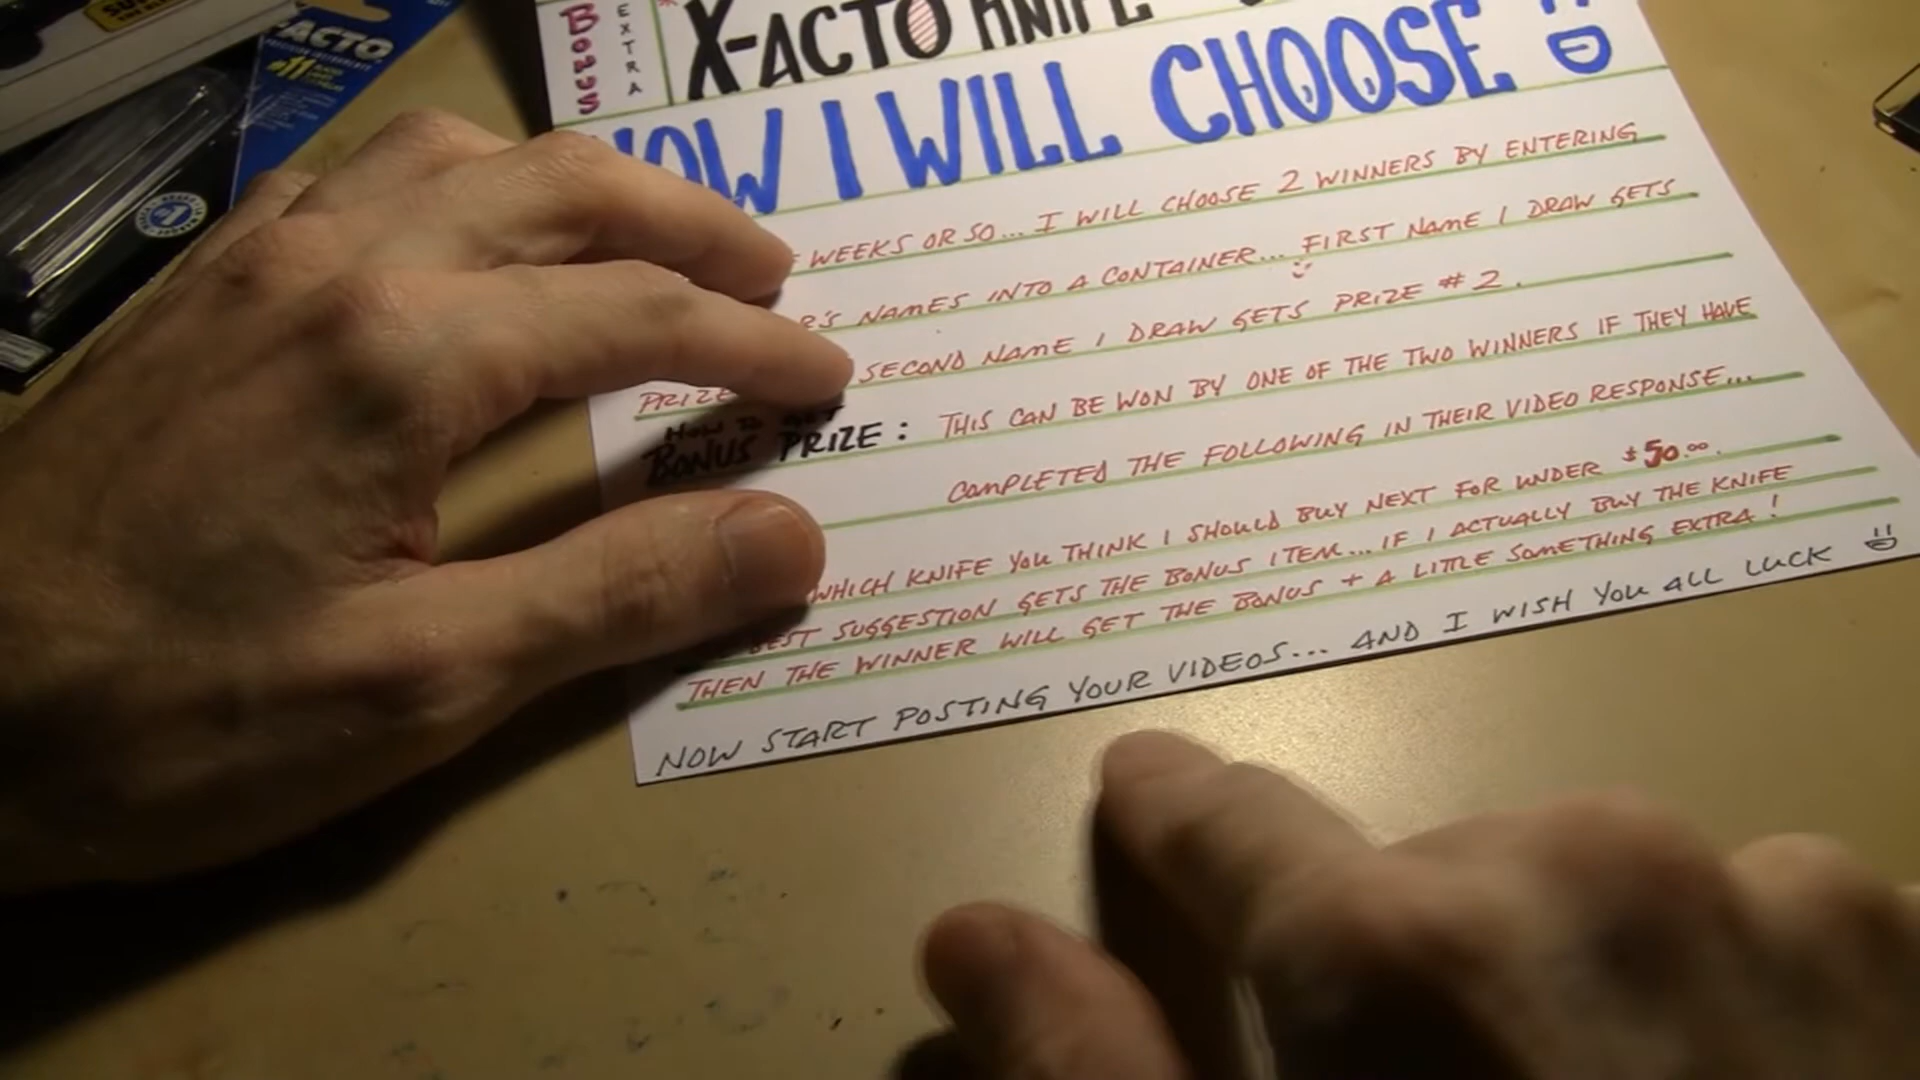 BONUS
EXTRA
X-ACTO KNIFE
HOW I WILL CHOOSE
WEEKS OR SO... I WILL CHOOSE 2 WINNERS BY ENTERING
R'S NAMES INTO A CONTAINER... FIRST NAME I DRAW GETS
PRIZE SECOND NAME I DRAW GETS PRIZE #2.
HOW TO GET
BONUS PRIZE: THIS CAN BE WON BY ONE OF THE TWO WINNERS IF THEY HAVE
COMPLETED THE FOLLOWING IN THEIR VIDEO RESPONSE...
WHICH KNIFE YOU THINK I SHOULD BUY NEXT FOR UNDER $50.00.
BEST SUGGESTION GETS THE BONUS ITEM... IF I ACTUALLY BUY THE KNIFE
THEN THE WINNER WILL GET THE BONUS + A LITTLE SOMETHING EXTRA!
NOW START POSTING YOUR VIDEOS... AND I WISH YOU ALL LUCK
ACTO
#11
#1